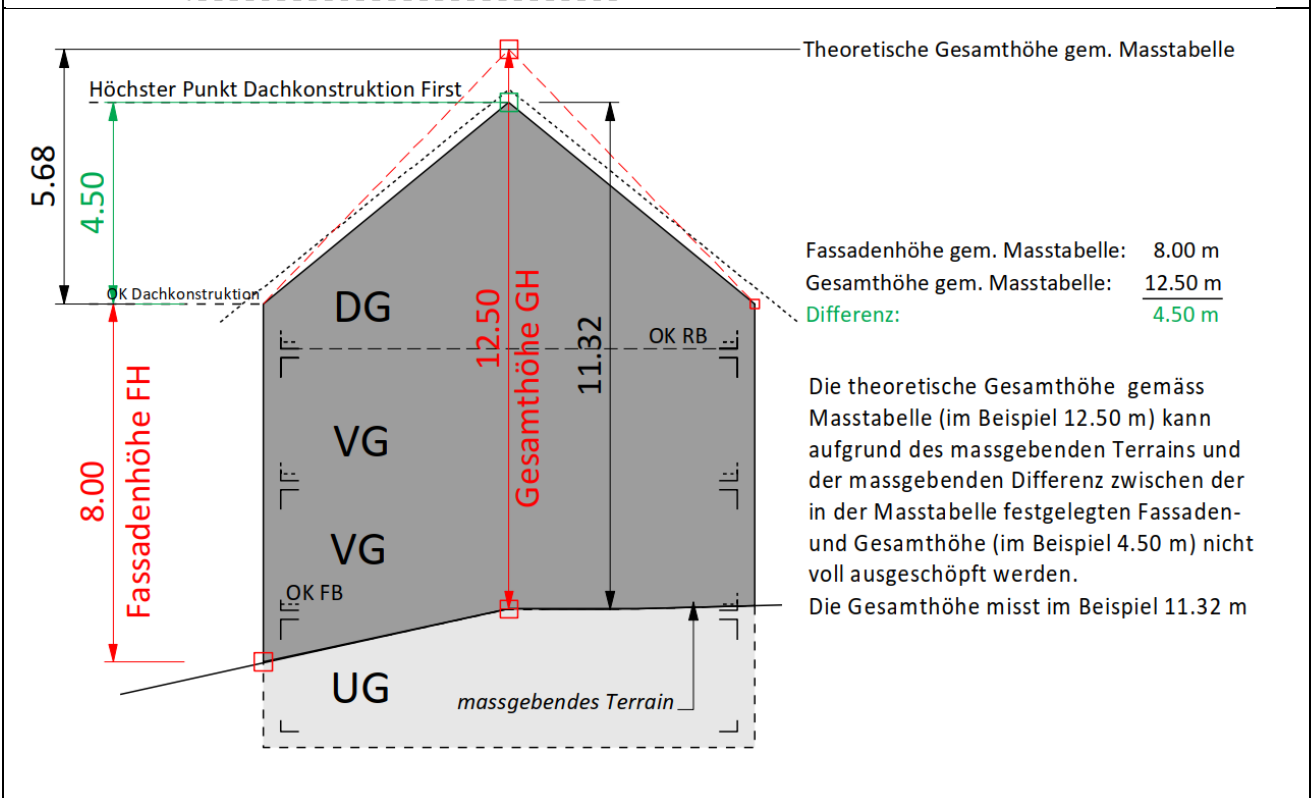 Theoretische Gesamthöhe gem. Masstabelle
Höchster Punkt Dachkonstruktion First
5.68
4.50
OK Dachkonstruktion
DG
OK RB
12.50
Gesamthöhe GH
11.32
8.00
Fassadenhöhe FH
VG
VG
OK FB
UG
massgebendes Terrain
Fassadenhöhe gem. Masstabelle: 8.00 m
Gesamthöhe gem. Masstabelle: 12.50 m
Differenz: 4.50 m
Die theoretische Gesamthöhe gemäss
Masstabelle (im Beispiel 12.50 m) kann
aufgrund des massgebenden Terrains und
der massgebenden Differenz zwischen der
in der Masstabelle festgelegten Fassaden-
und Gesamthöhe (im Beispiel 4.50 m) nicht
voll ausgeschöpft werden.
Die Gesamthöhe misst im Beispiel 11.32 m